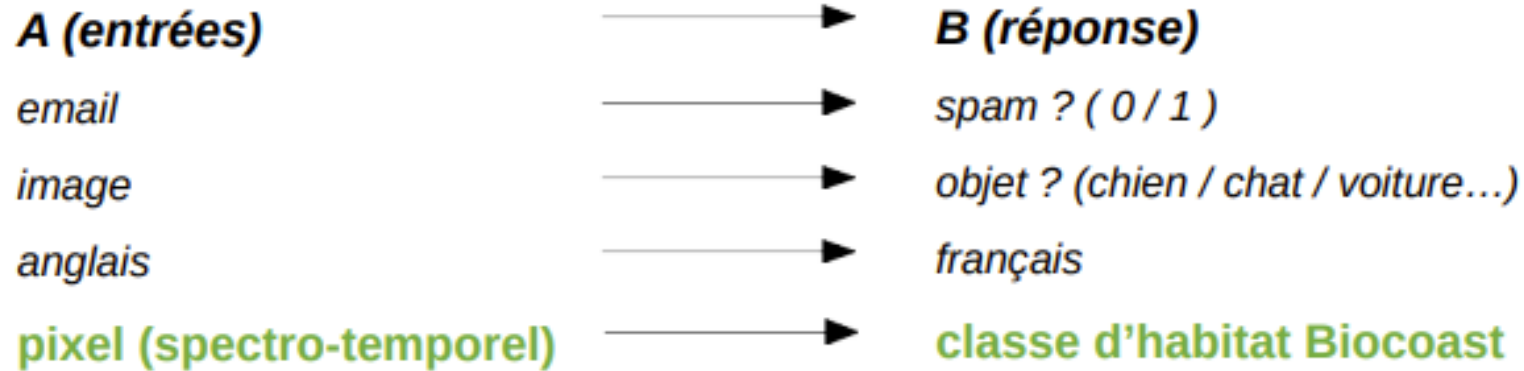 A (entrées) B (réponse)
email spam ? ( 0 / 1 )
image objet ? (chien / chat / voiture…)
anglais français
pixel (spectro-temporel) classe d’habitat Biocoast